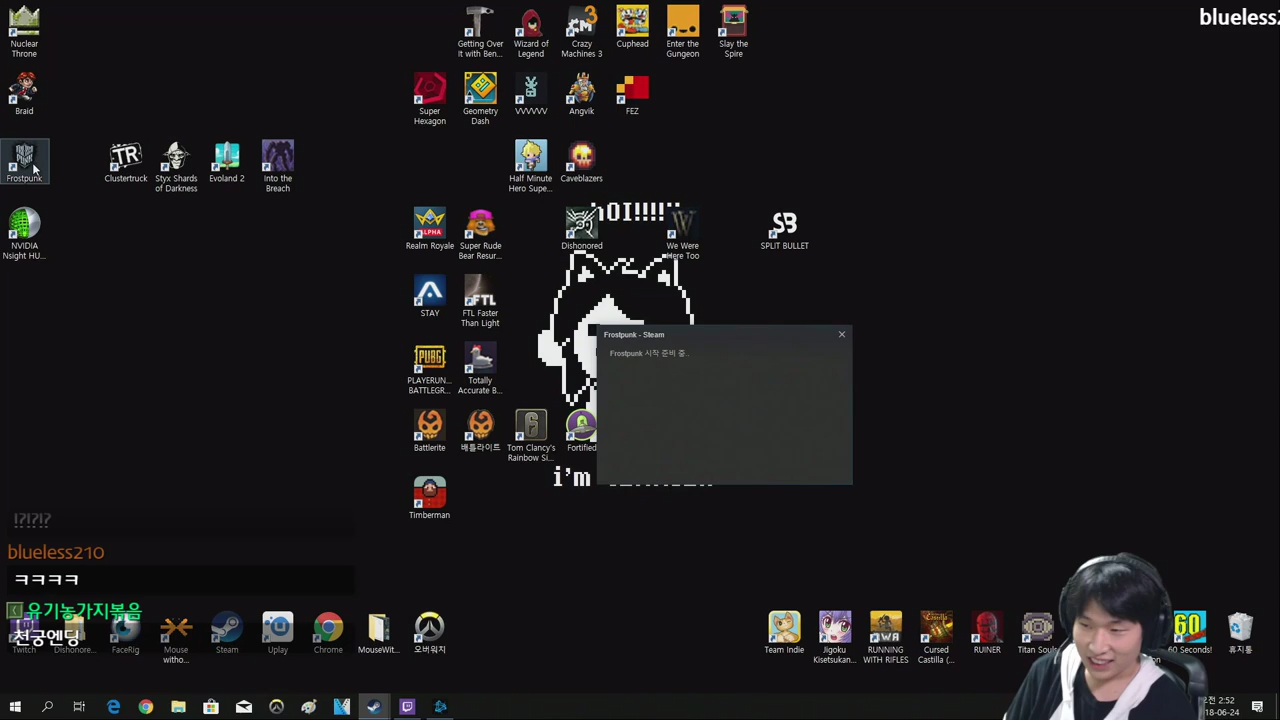 blueless2
Nuclear
Throne
Getting Over
It with Ben...
Wizard of
Legend
Crazy
Machines 3
Cuphead
Enter the
Gungeon
Slay the
Spire
Braid
Super
Hexagon
Geometry
Dash
VVVVVV
Angvik
FEZ
Frostpunk
Clustertruck
Styx Shards
of Darkness
Evoland 2
Into the
Breach
Half Minute
Hero Supe...
Caveblazers
hOI!!!!!
NVIDIA
Nsight HU...
Realm Royale
Super Rude
Bear Resur...
Dishonored
We Were
Here Too
SPLIT BULLET
STAY
FTL Faster
Than Light
Frostpunk - Steam
Frostpunk 시작 준비 중..
PLAYERUN...
BATTLEGR...
Totally
Accurate B...
Battlerite
배틀라이트
Tom Clancy's
Rainbow Si...
Fortified
i'm
Timberman
!?!?!?
blueless210
ㅋㅋㅋㅋ
유기농가지볶음
천궁엔딩
Twitch
Dishonore...
FaceRig
Mouse
witho...
Steam
Uplay
Chrome
MouseWit...
오버워치
Team Indie
Jigoku
Kisetsukan...
RUNNING
WITH RIFLES
Cursed
Castilla (...
RUINER
Titan Souls
60 Seconds!
휴지통
오전 2:52
18-06-24